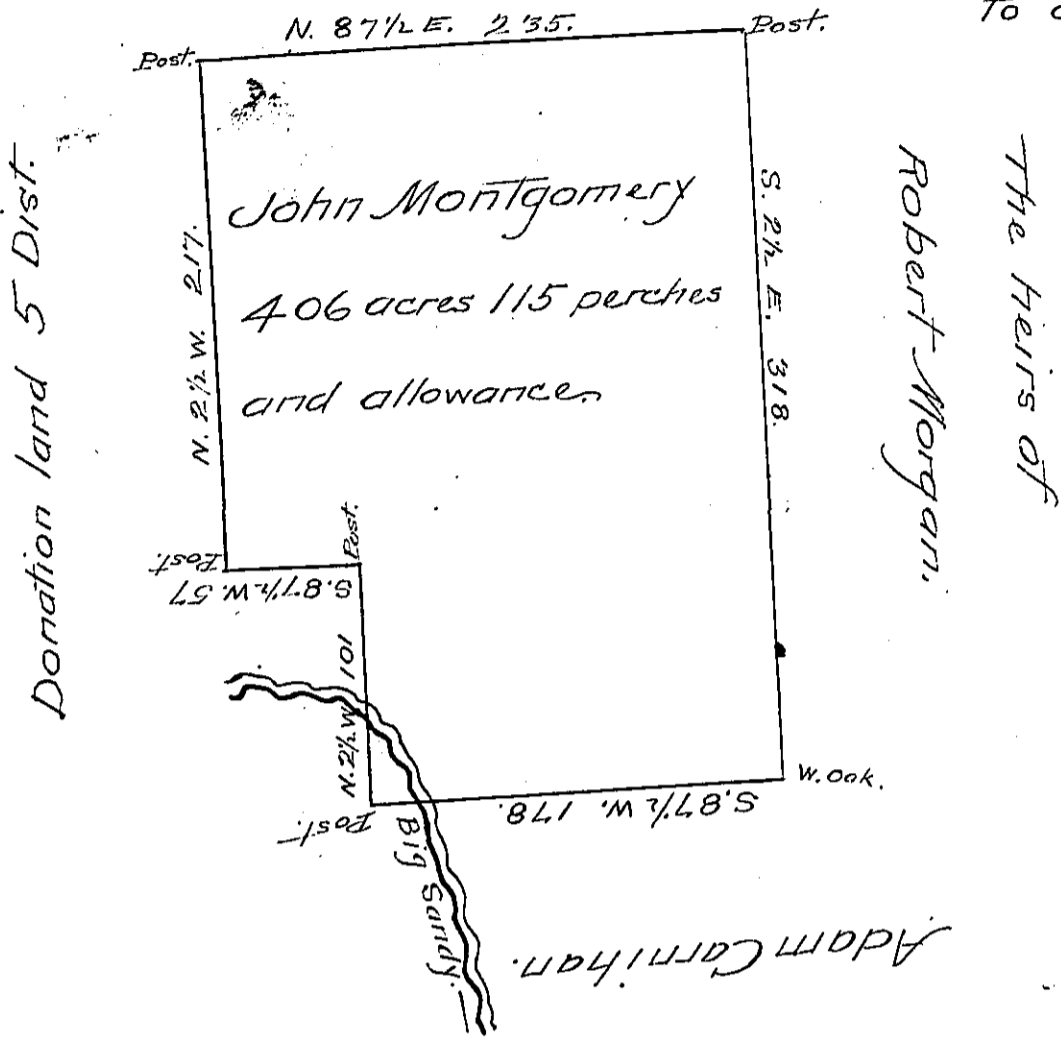 N. 87½ E. 235.
To
Post.
Post.
Donation land 5 Dist.
John Montgomery
406 acres 115 perches
and allowance.
N. 2½ W. 217.
S. 2½ E. 318.
The heirs of
Robert Morgan.
Post.
S. 87½ W. 57
Post.
N. 2½ W 101
Post.
S. 87½ W. 178.
W. Oak.
Big Sandy.
Adam Carnihan.